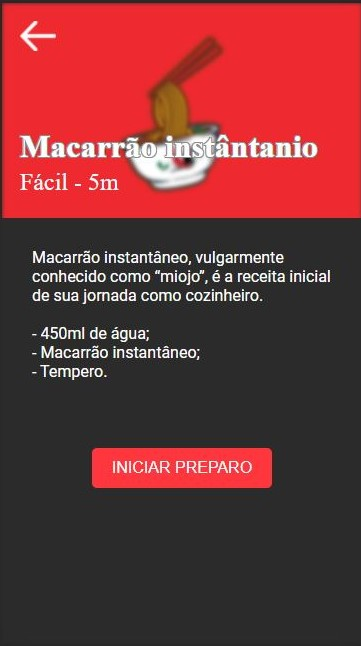 Macarrão instântanio
Fácil - 5m
Macarrão instantâneo, vulgarmente
conhecido como “miojo”, é a receita inicial
de sua jornada como cozinheiro.
- 450ml de água;
- Macarrão instantâneo;
- Tempero.
INICIAR PREPARO